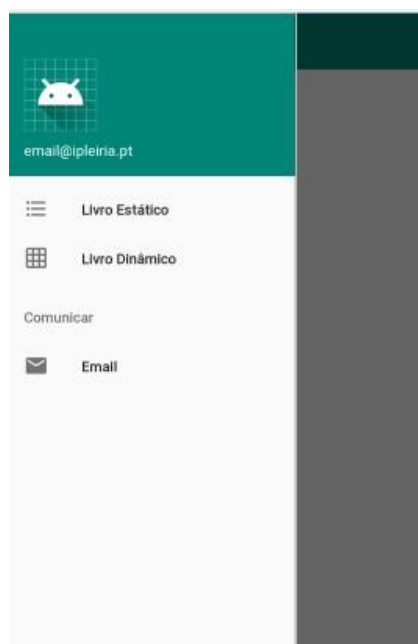 email@ipleiria.pt
Livro Estático
Livro Dinâmico
Comunicar
Email